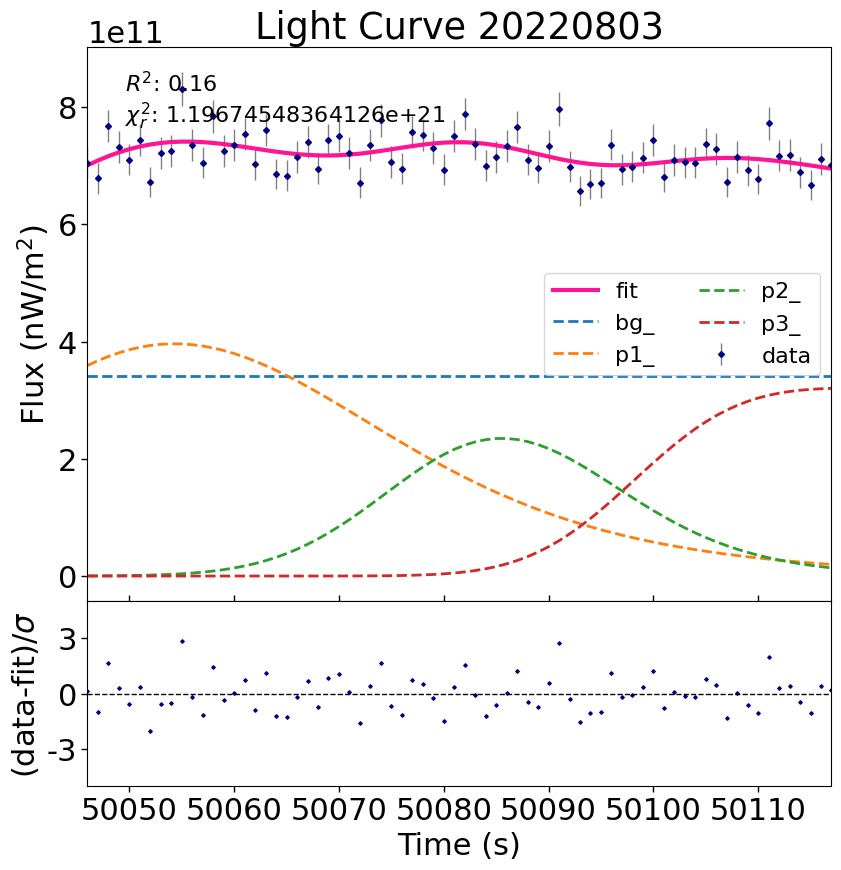 Light Curve 20220803
1e11
R²: 0.16
χ²ᵣ: 1.19674548364126e+21
8
6
4
2
0
Flux (nW/m²)
fit
bg_
p1_
p2_
p3_
data
3
0
-3
(data-fit)/σ
50050 50060 50070 50080 50090 50100 50110
Time (s)